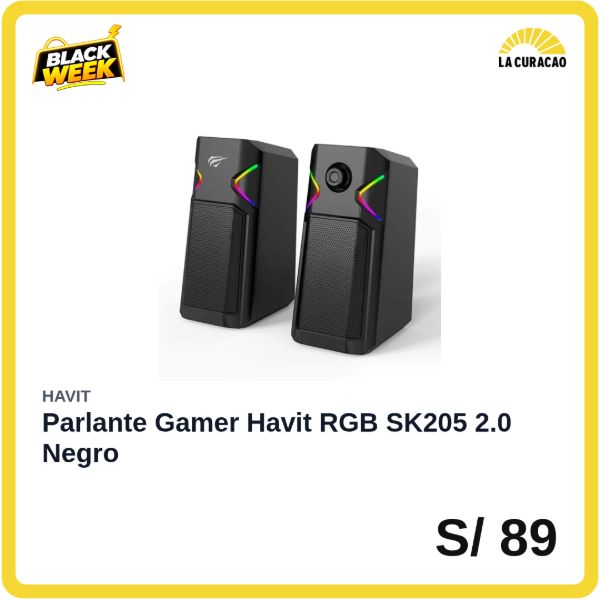 BLACK
WEEK
LA CURACAO
HAVIT
Parlante Gamer Havit RGB SK205 2.0
Negro
S/ 89